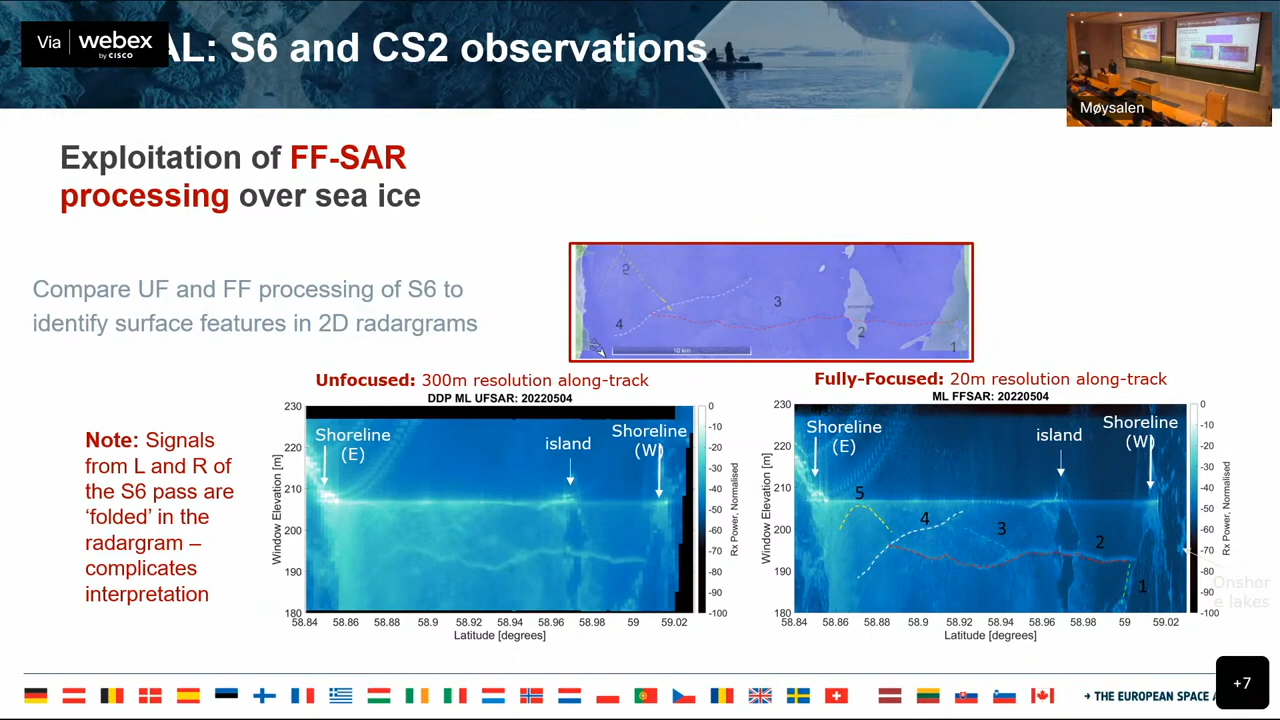 Via webex
by CISCO
AL: S6 and CS2 observations
Møysalen
Exploitation of FF-SAR
processing over sea ice
Compare UF and FF processing of S6 to
identify surface features in 2D radargrams
5
4
3
2
1
10 km
Unfocused: 300m resolution along-track
DDP ML UFSAR: 20220504
Note: Signals
from L and R of
the S6 pass are
‘folded’ in the
radargram –
complicates
interpretation
Window Elevation [m]
230
220
210
200
190
180
Shoreline
(E)
island
Shoreline
(W)
58.84 58.86 58.88 58.9 58.92 58.94 58.96 58.98 59 59.02
Latitude [degrees]
0
-10
-20
-30
-40
-50
-60
-70
-80
-90
-100
Rx Power, Normalised
Fully-Focused: 20m resolution along-track
ML FFSAR: 20220504
Window Elevation [m]
230
220
210
200
190
180
Shoreline
(E)
island
Shoreline
(W)
5
4
3
2
1
58.84 58.86 58.88 58.9 58.92 58.94 58.96 58.98 59 59.02
Latitude [degrees]
0
-10
-20
-30
-40
-50
-60
-70
-80
-90
-100
Rx Power, Normalised
Onshor
e lakes
→ THE EUROPEAN SPACE A
+7